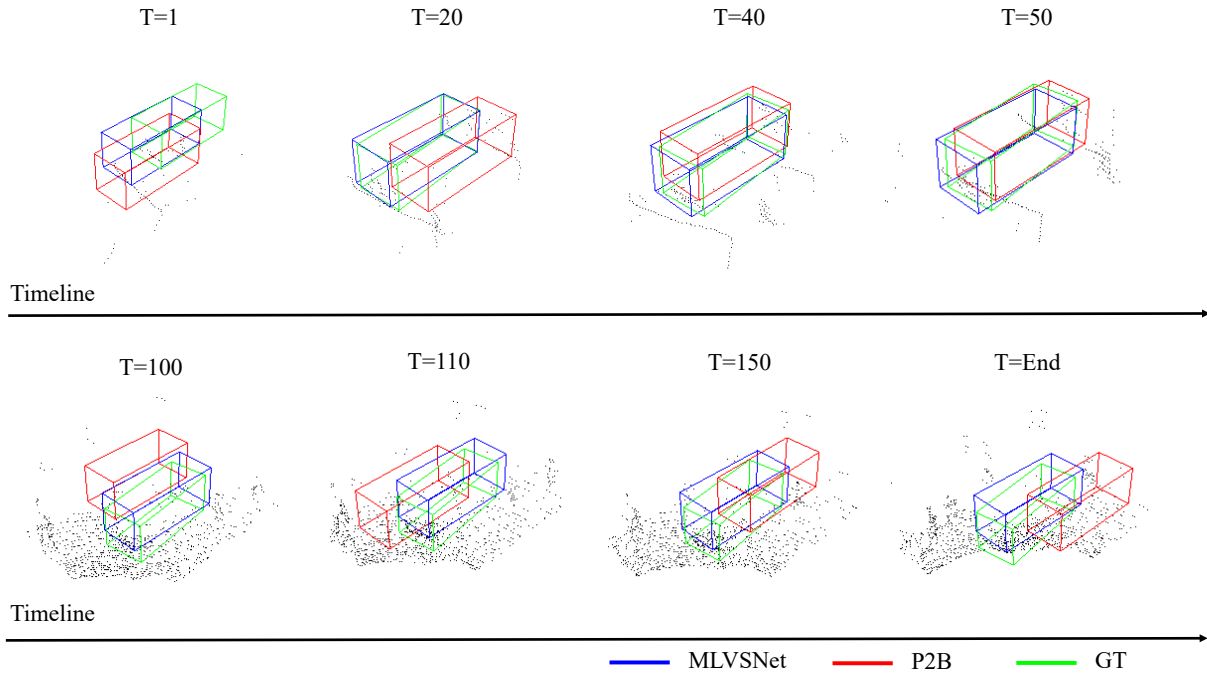 T=1
T=20
T=40
T=50
Timeline
T=100
T=110
T=150
T=End
Timeline
MLVSNet
P2B
GT